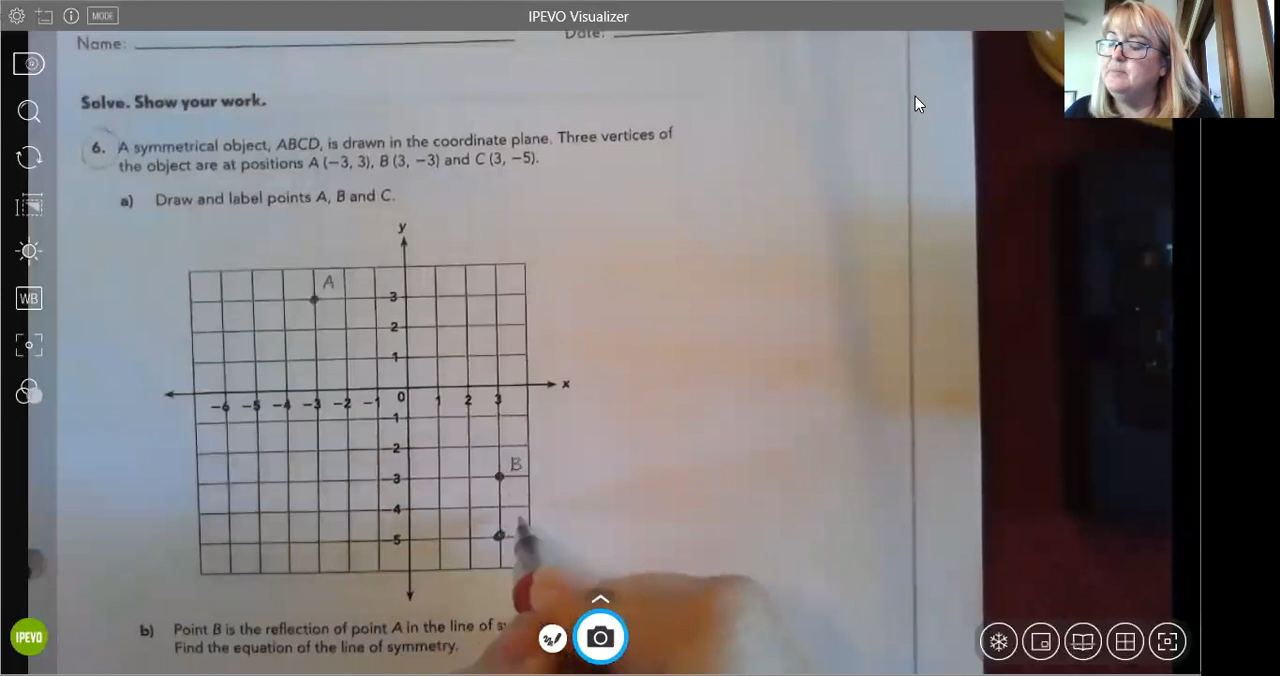 IPEVO Visualizer
MODE
Name:
Date:
Solve. Show your work.
6. A symmetrical object, ABCD, is drawn in the coordinate plane. Three vertices of
the object are at positions A (−3, 3), B (3, −3) and C (3, −5).
a) Draw and label points A, B and C.
y
A
3
2
1
x
−6 −5 −4 −3 −2 −1 0 1 2 3
−1
−2
B
−3
−4
−5
WB
IPEVO
b) Point B is the reflection of point A in the line of
Find the equation of the line of symmetry.